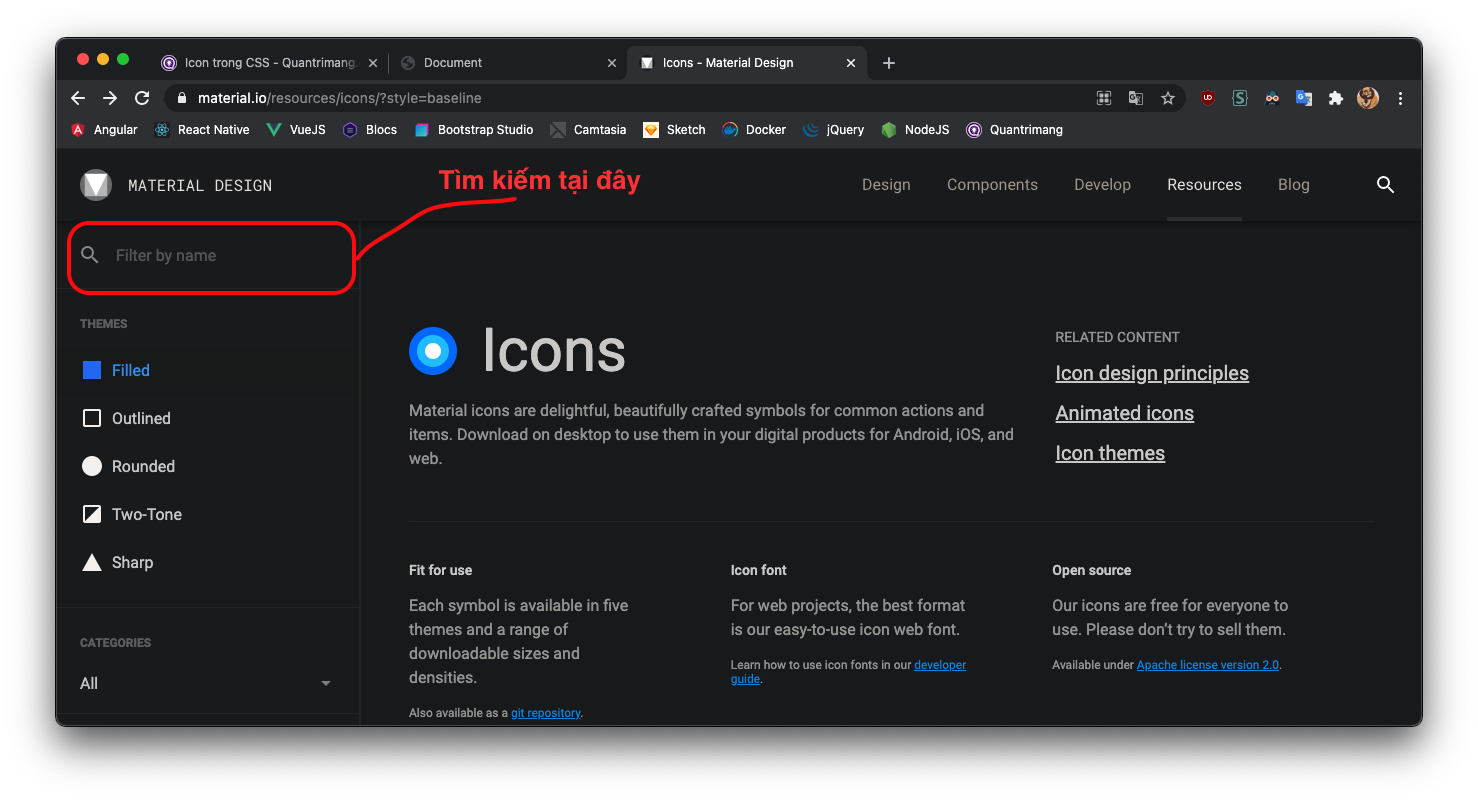 Icon trong CSS - Quantrimang.
Document
Icons - Material Design
material.io/resources/icons/?style=baseline
Angular
React Native
VueJS
Blocs
Bootstrap Studio
Camtasia
Sketch
Docker
jQuery
NodeJS
Quantrimang
MATERIAL DESIGN
Tìm kiếm tại đây
Design
Components
Develop
Resources
Blog
Filter by name
THEMES
Filled
Outlined
Rounded
Two-Tone
Sharp
CATEGORIES
All
Icons
Material icons are delightful, beautifully crafted symbols for common actions and
items. Download on desktop to use them in your digital products for Android, iOS, and
web.
RELATED CONTENT
Icon design principles
Animated icons
Icon themes
Fit for use
Each symbol is available in five
themes and a range of
downloadable sizes and
densities.
Also available as a git repository.
Icon font
For web projects, the best format
is our easy-to-use icon web font.
Learn how to use icon fonts in our developer
guide.
Open source
Our icons are free for everyone to
use. Please don’t try to sell them.
Available under Apache license version 2.0.